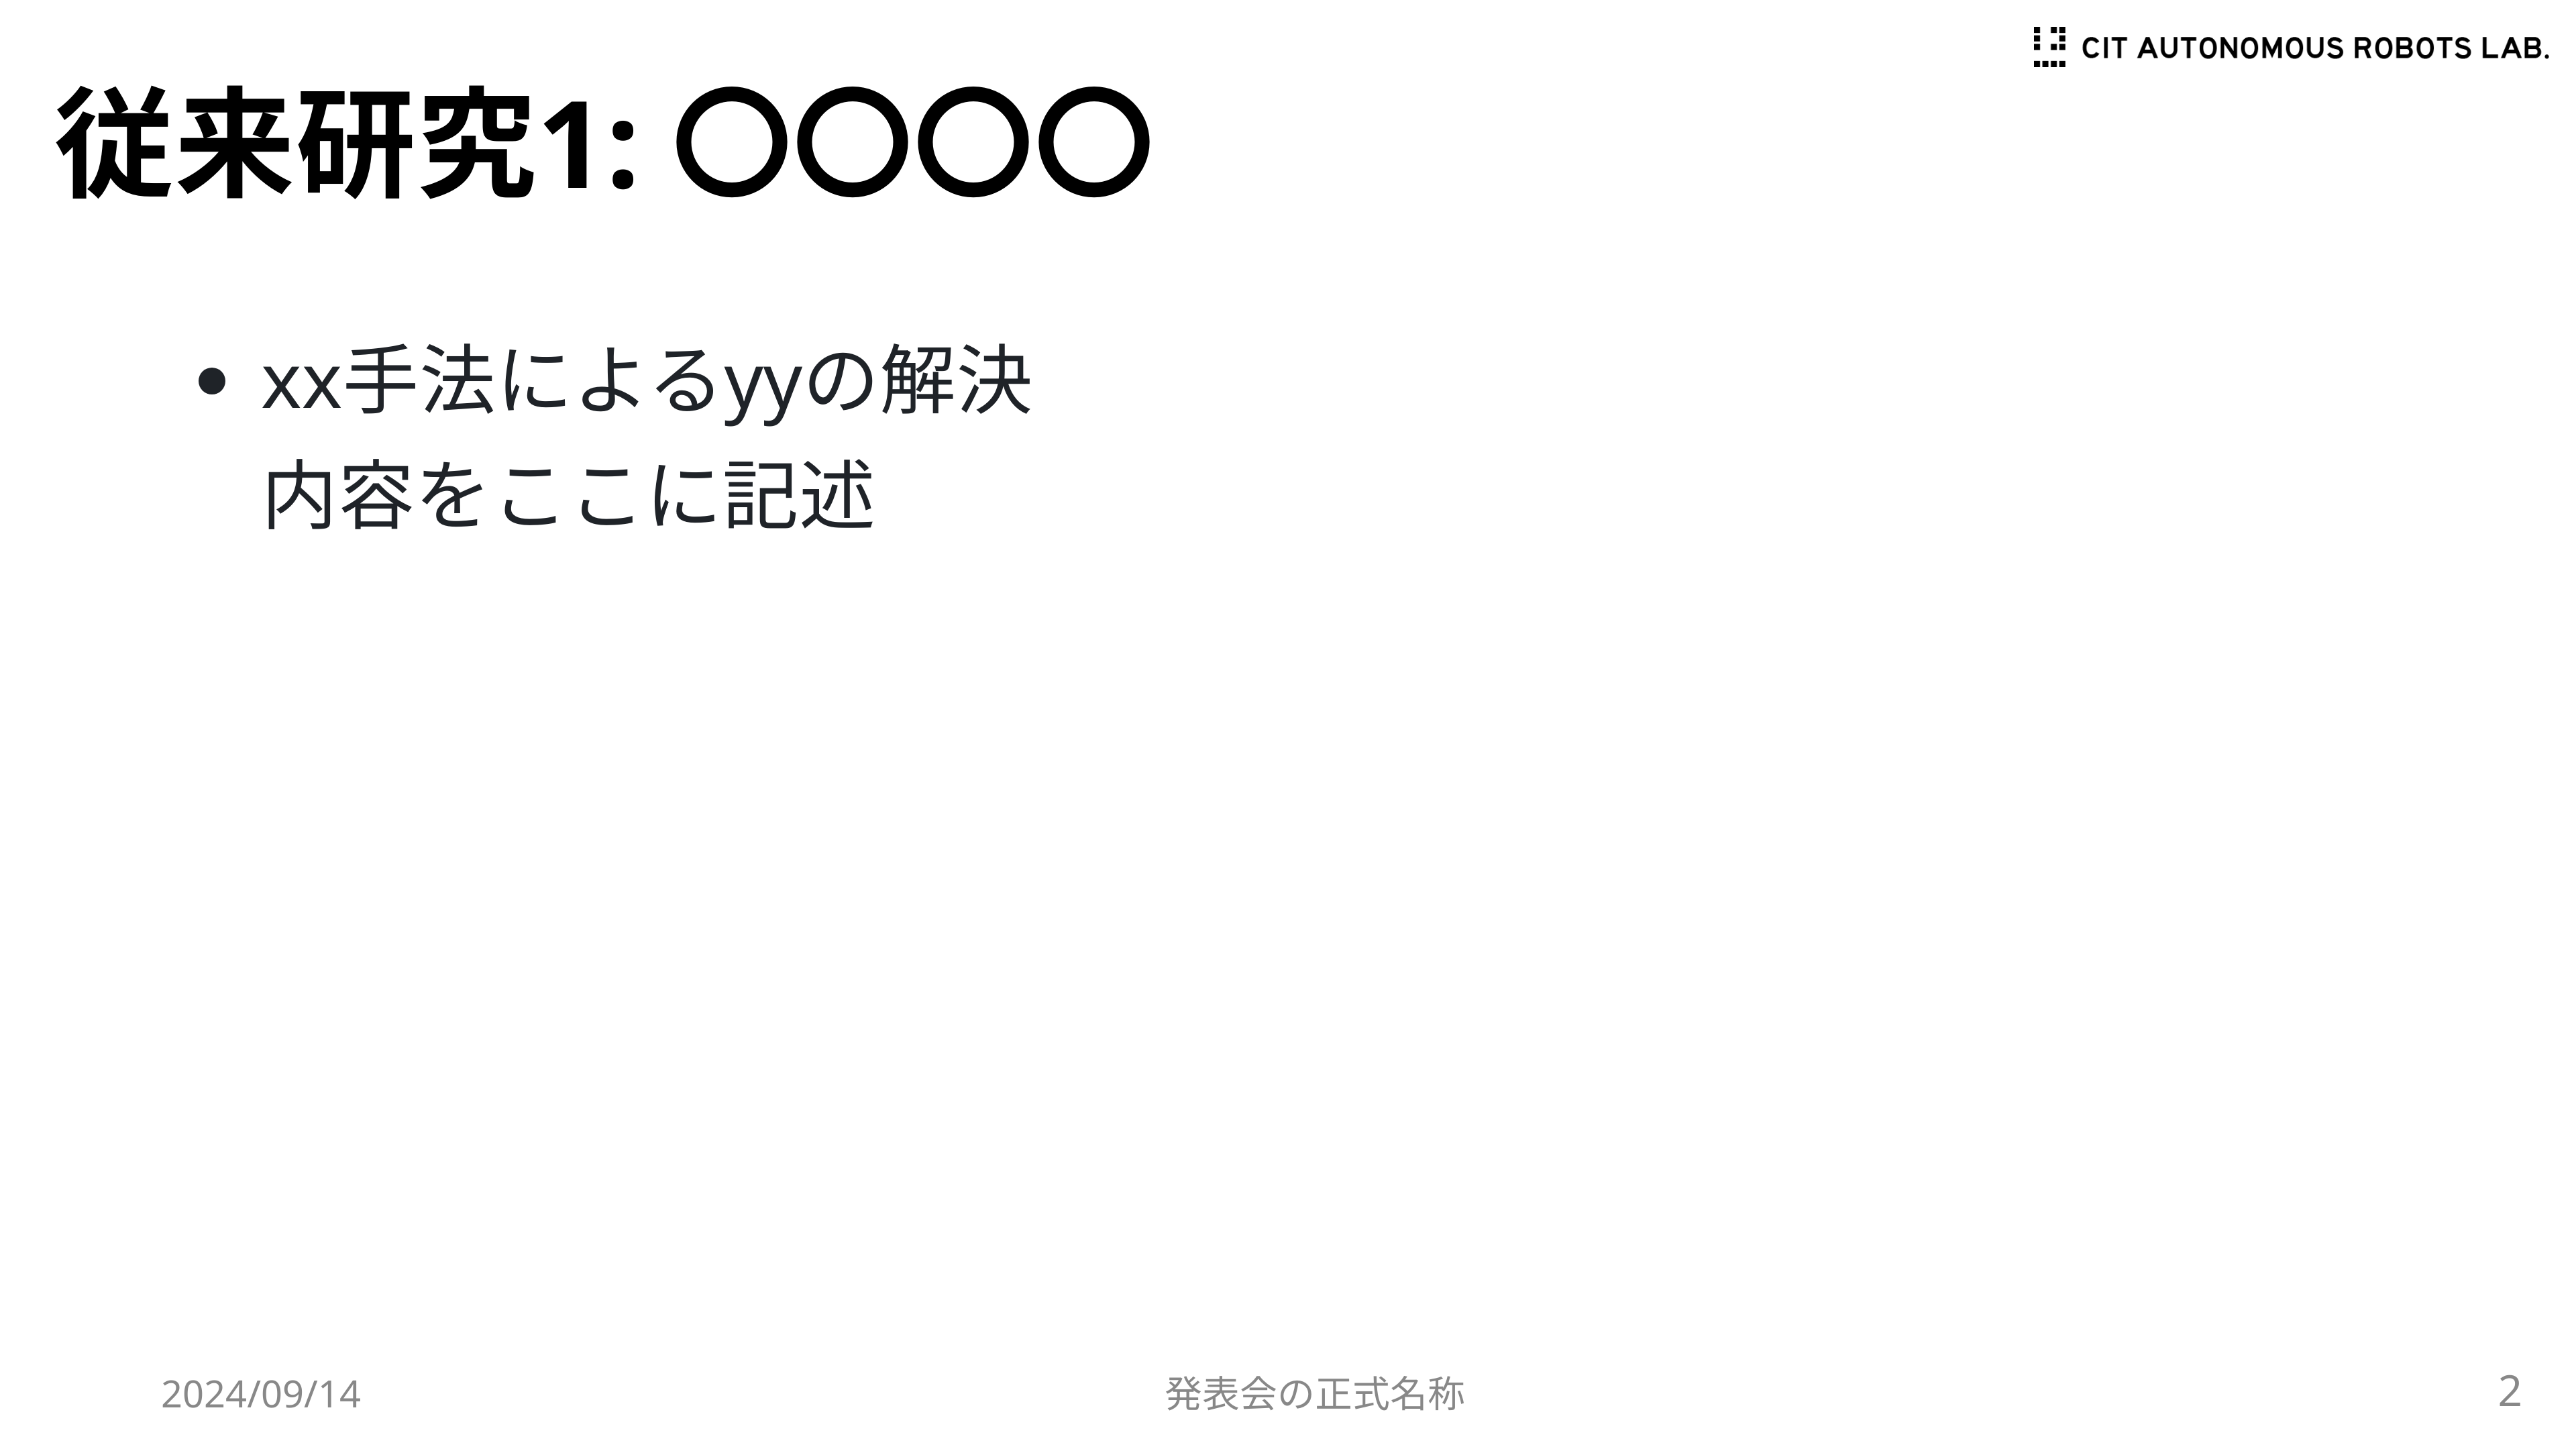 CIT AUTONOMOUS ROBOTS LAB.
従来研究1: 〇〇〇〇
• xx手法によるyyの解決
内容をここに記述
2024/09/14
発表会の正式名称
2